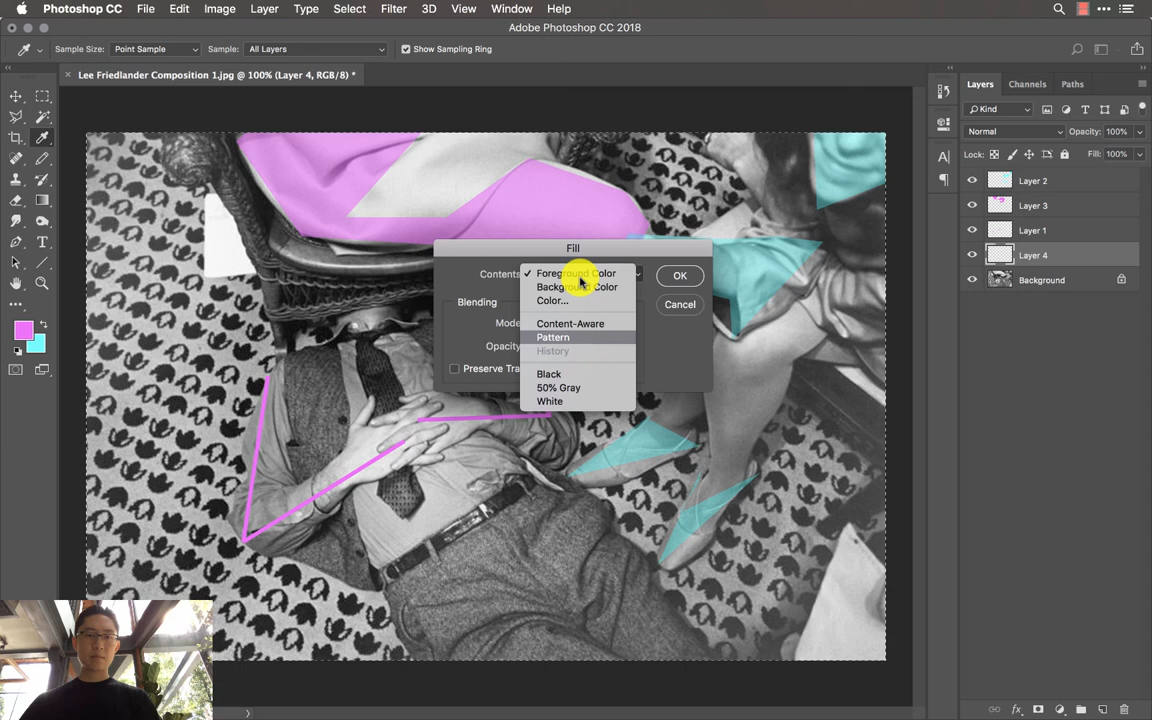 Photoshop CC File Edit Image Layer Type Select Filter 3D View Window Help
Adobe Photoshop CC 2018
Sample Size: Point Sample Sample: All Layers Show Sampling Ring
× Lee Friedlander Composition 1.jpg @ 100% (Layer 4, RGB/8) *
Layers Channels Paths
Kind
Normal Opacity: 100%
Lock: Fill: 100%
Layer 2
Layer 3
Layer 1
Layer 4
Background
Fill
Contents
Foreground Color
Background Color
Color...
Content-Aware
Pattern
History
Black
50% Gray
White
Blending
Mode
Opacity
Preserve Tra
OK
Cancel